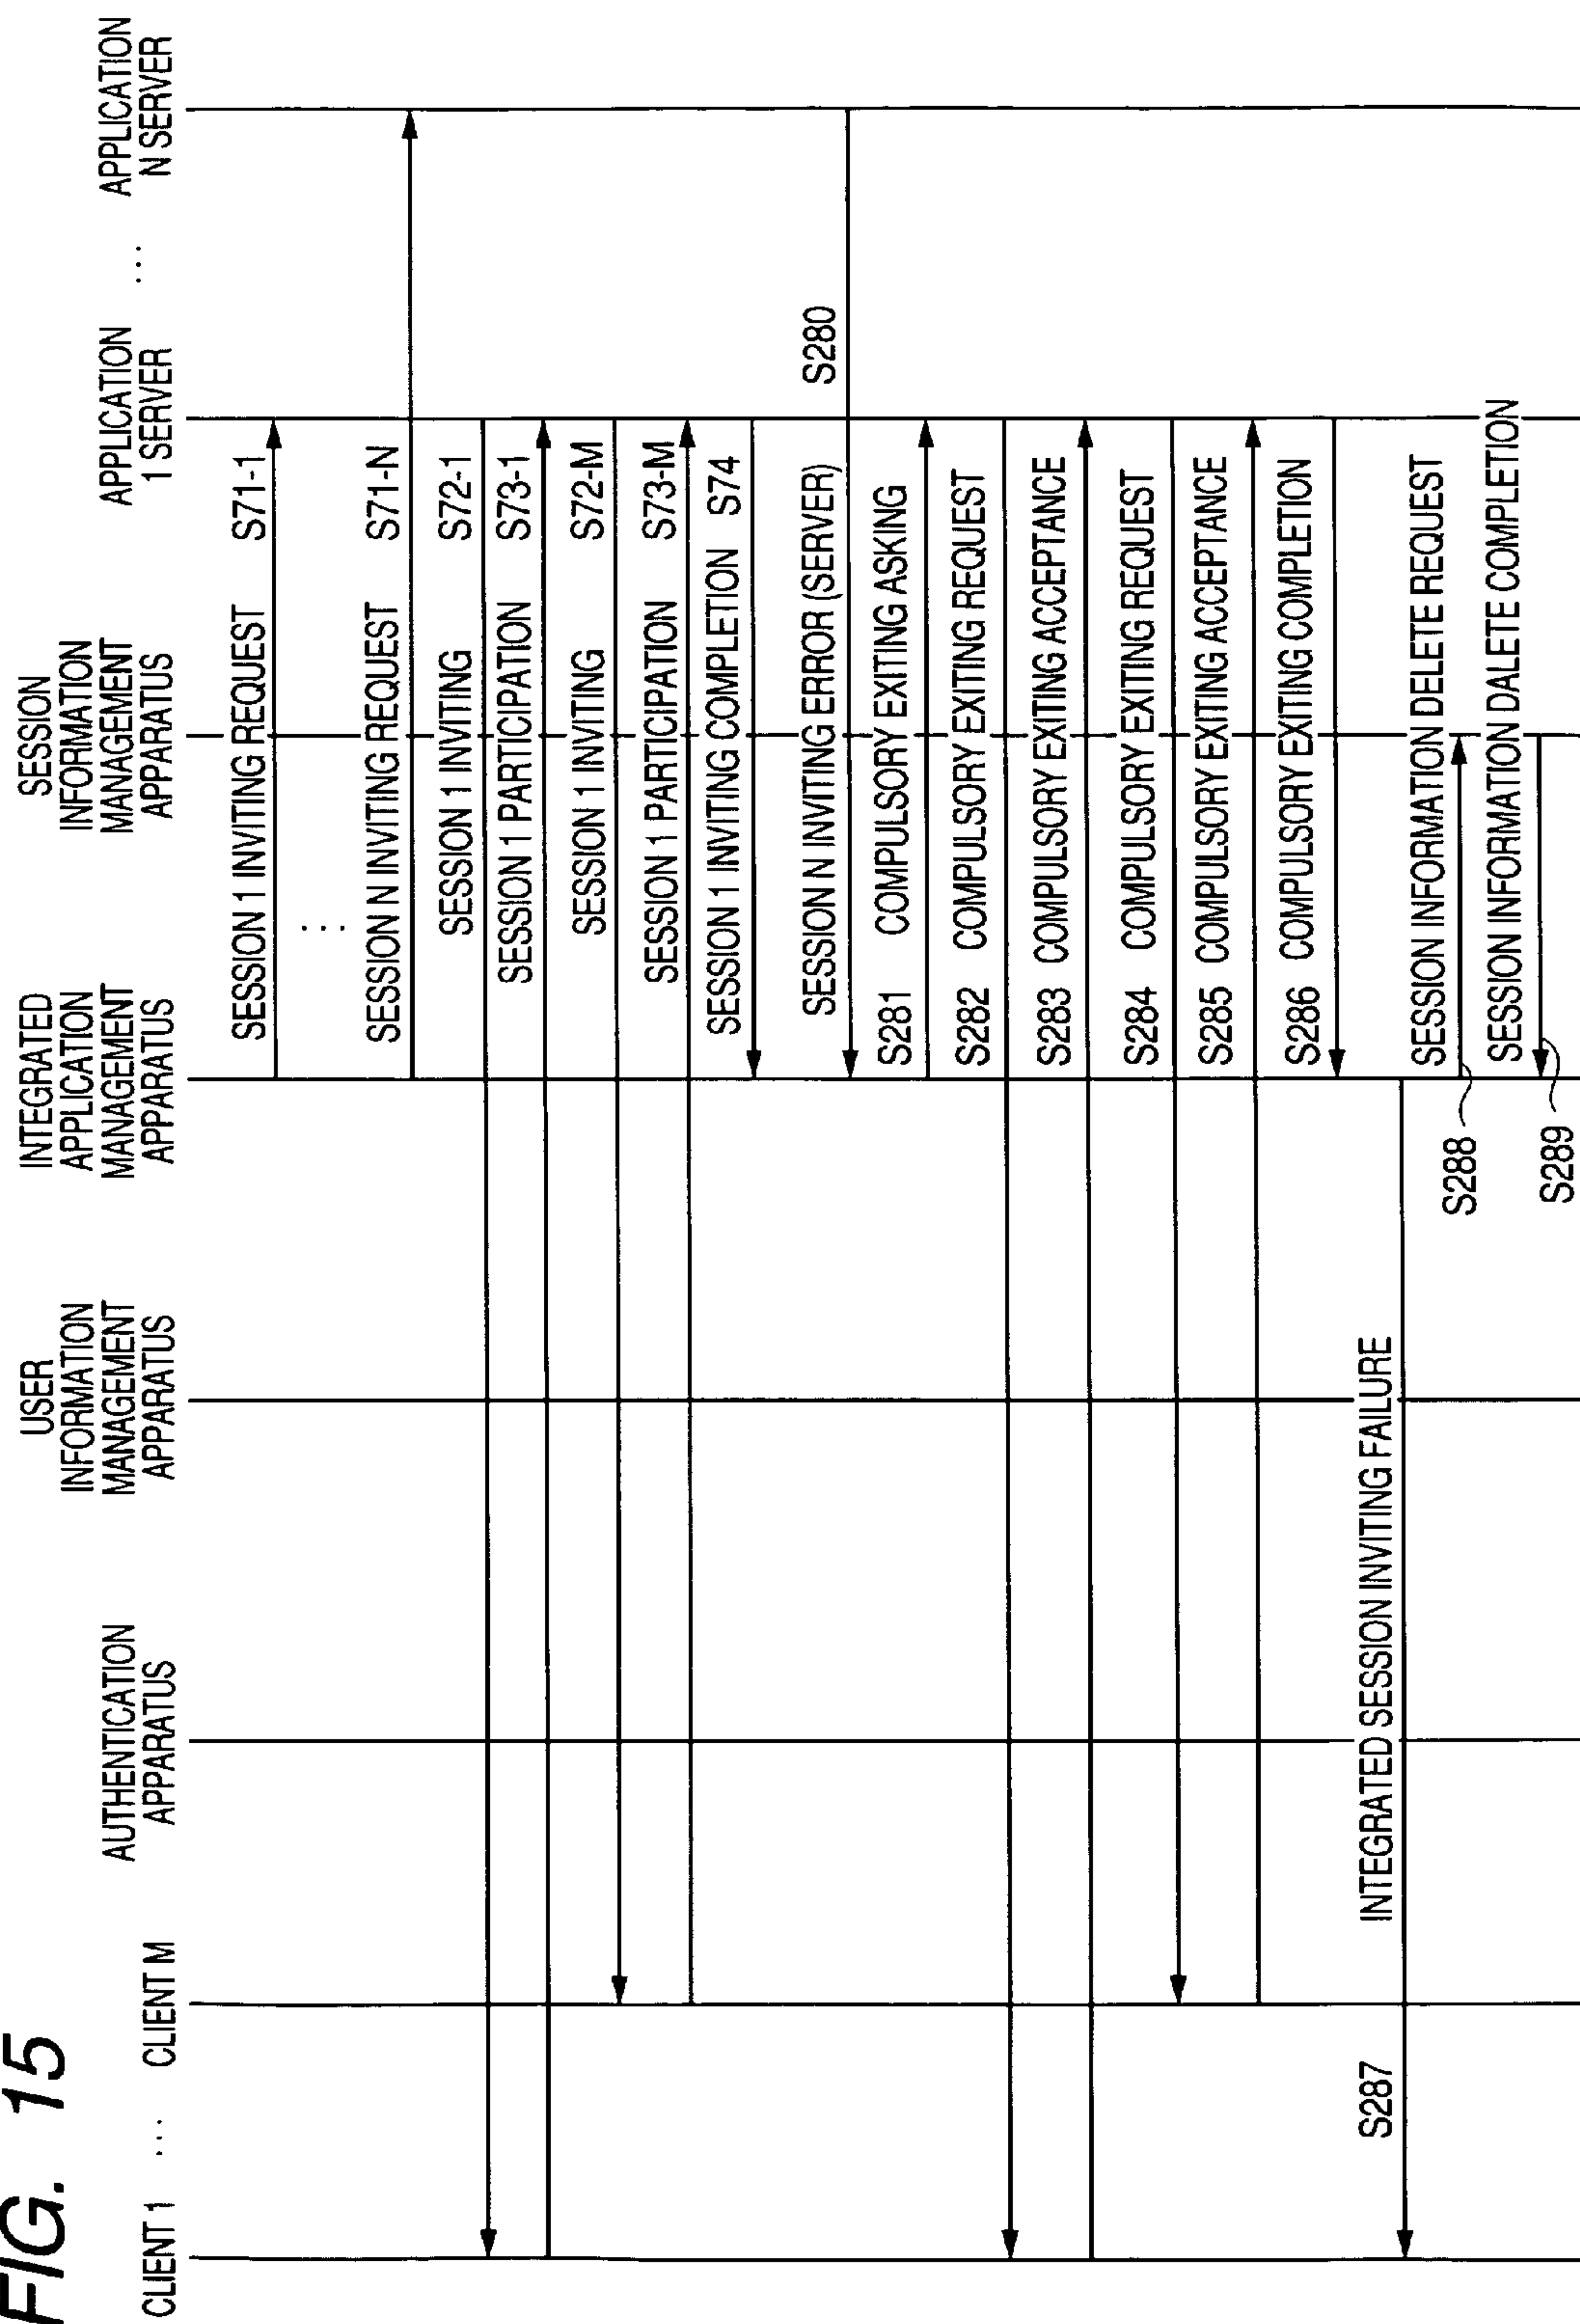 FIG. 15
CLIENT 1
...
CLIENT M
AUTHENTICATION
APPARATUS
USER
INFORMATION
MANAGEMENT
APPARATUS
INTEGRATED
APPLICATION
MANAGEMENT
APPARATUS
SESSION
INFORMATION
MANAGEMENT
APPARATUS
APPLICATION
1 SERVER
...
APPLICATION
N SERVER
SESSION 1 INVITING REQUEST S71-1
...
SESSION N INVITING REQUEST S71-N
SESSION 1 INVITING S72-1
SESSION 1 PARTICIPATION S73-1
SESSION 1 INVITING S72-M
SESSION 1 PARTICIPATION S73-M
SESSION 1 INVITING COMPLETION S74
SESSION N INVITING ERROR (SERVER) S280
S281 COMPULSORY EXITING ASKING
S282 COMPULSORY EXITING REQUEST
S283 COMPULSORY EXITING ACCEPTANCE
S284 COMPULSORY EXITING REQUEST
S285 COMPULSORY EXITING ACCEPTANCE
S286 COMPULSORY EXITING COMPLETION
S287 INTEGRATED SESSION INVITING FAILURE
SESSION INFORMATION DELETE REQUEST
S288
SESSION INFORMATION DALETE COMPLETION
S289